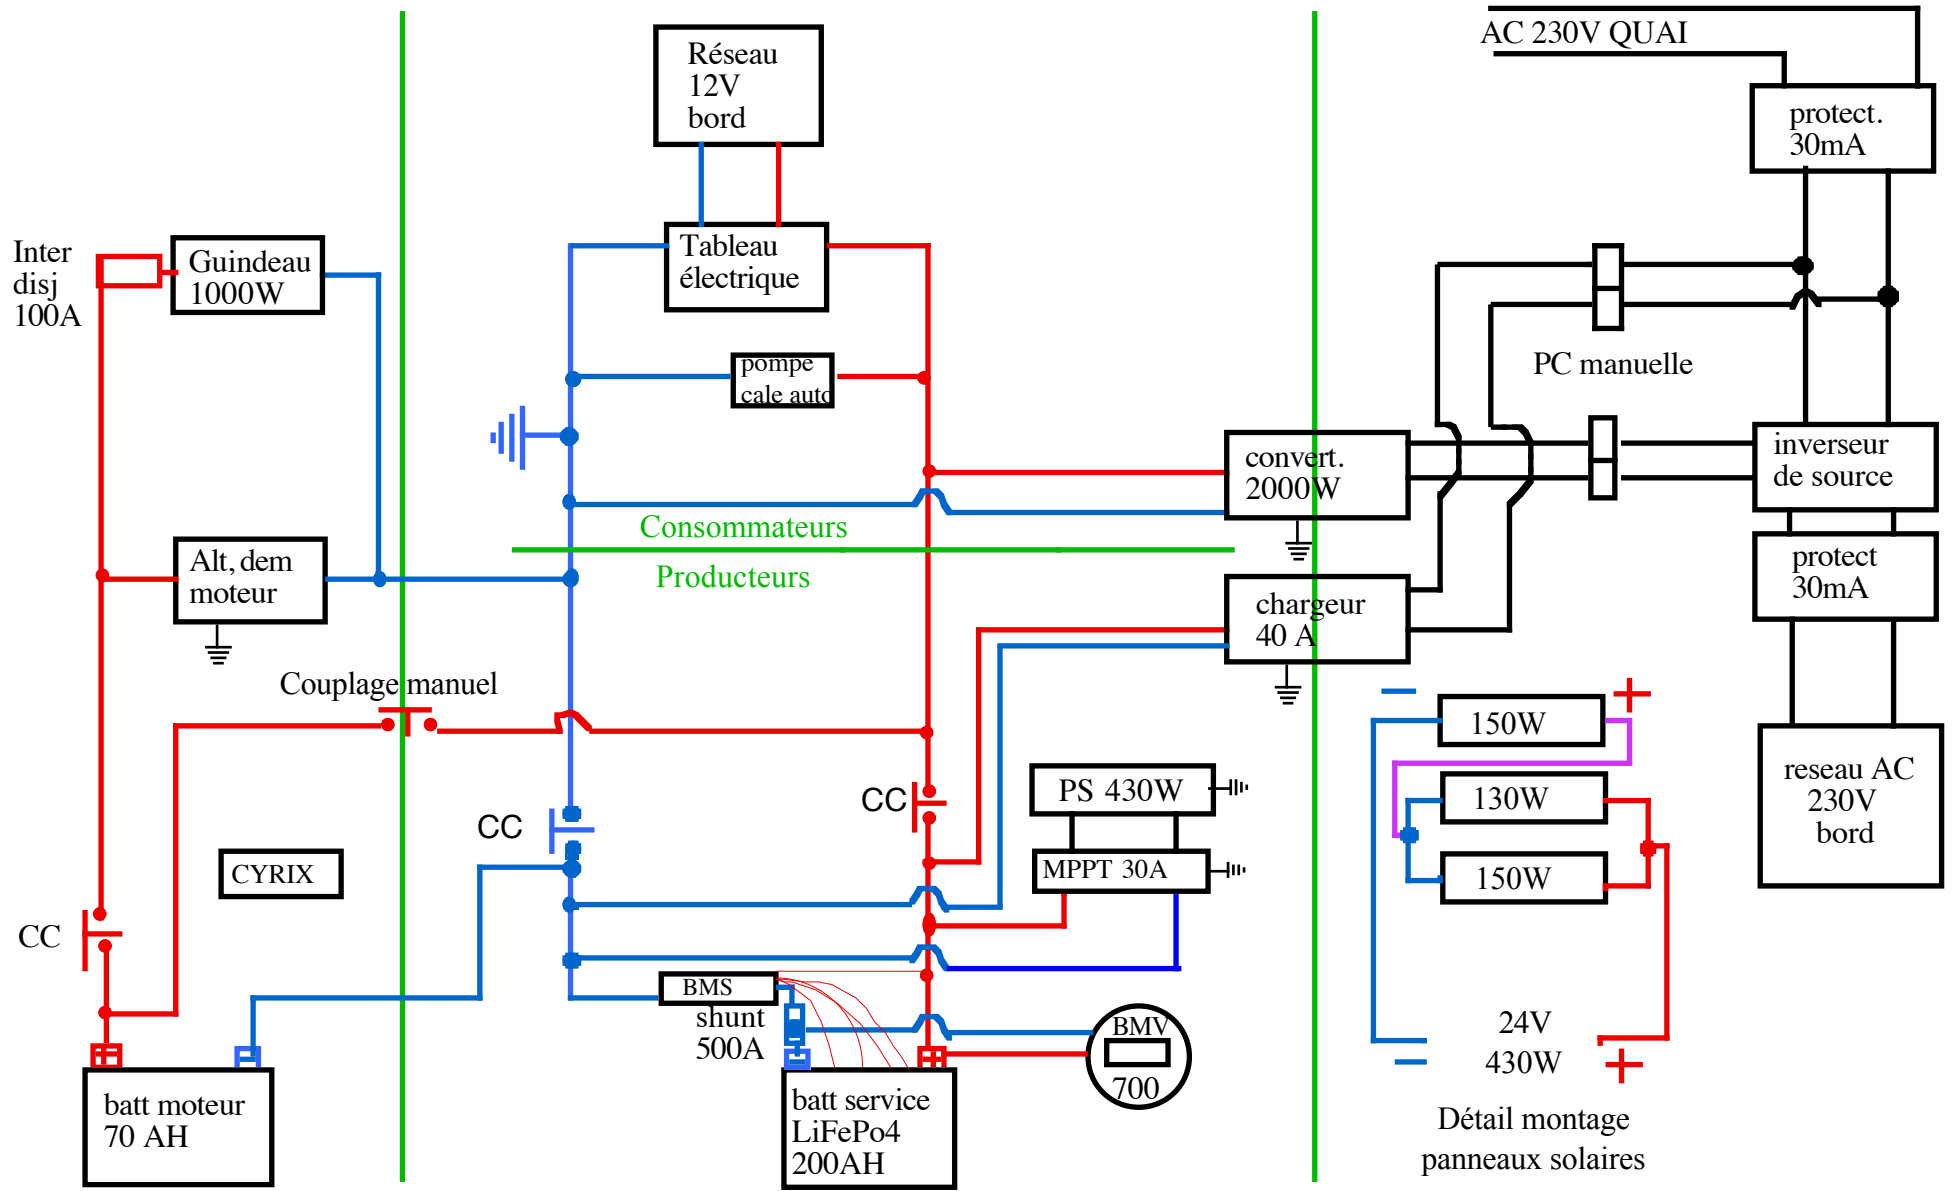 AC 230V QUAI
Réseau
12V
bord
protect.
30mA
Inter
disj
100A
Guindeau
1000W
Tableau
électrique
pompe
cale auto
PC manuelle
convert.
2000W
inverseur
de source
Consommateurs
Producteurs
Alt, dem
moteur
protect
30mA
chargeur
40 A
Couplage manuel
150W
130W
150W
reseau AC
230V
bord
CC
CC
PS 430W
MPPT 30A
CYRIX
CC
BMS
shunt
500A
BMV
700
24V
430W
batt moteur
70 AH
batt service
LiFePo4
200AH
Détail montage
panneaux solaires